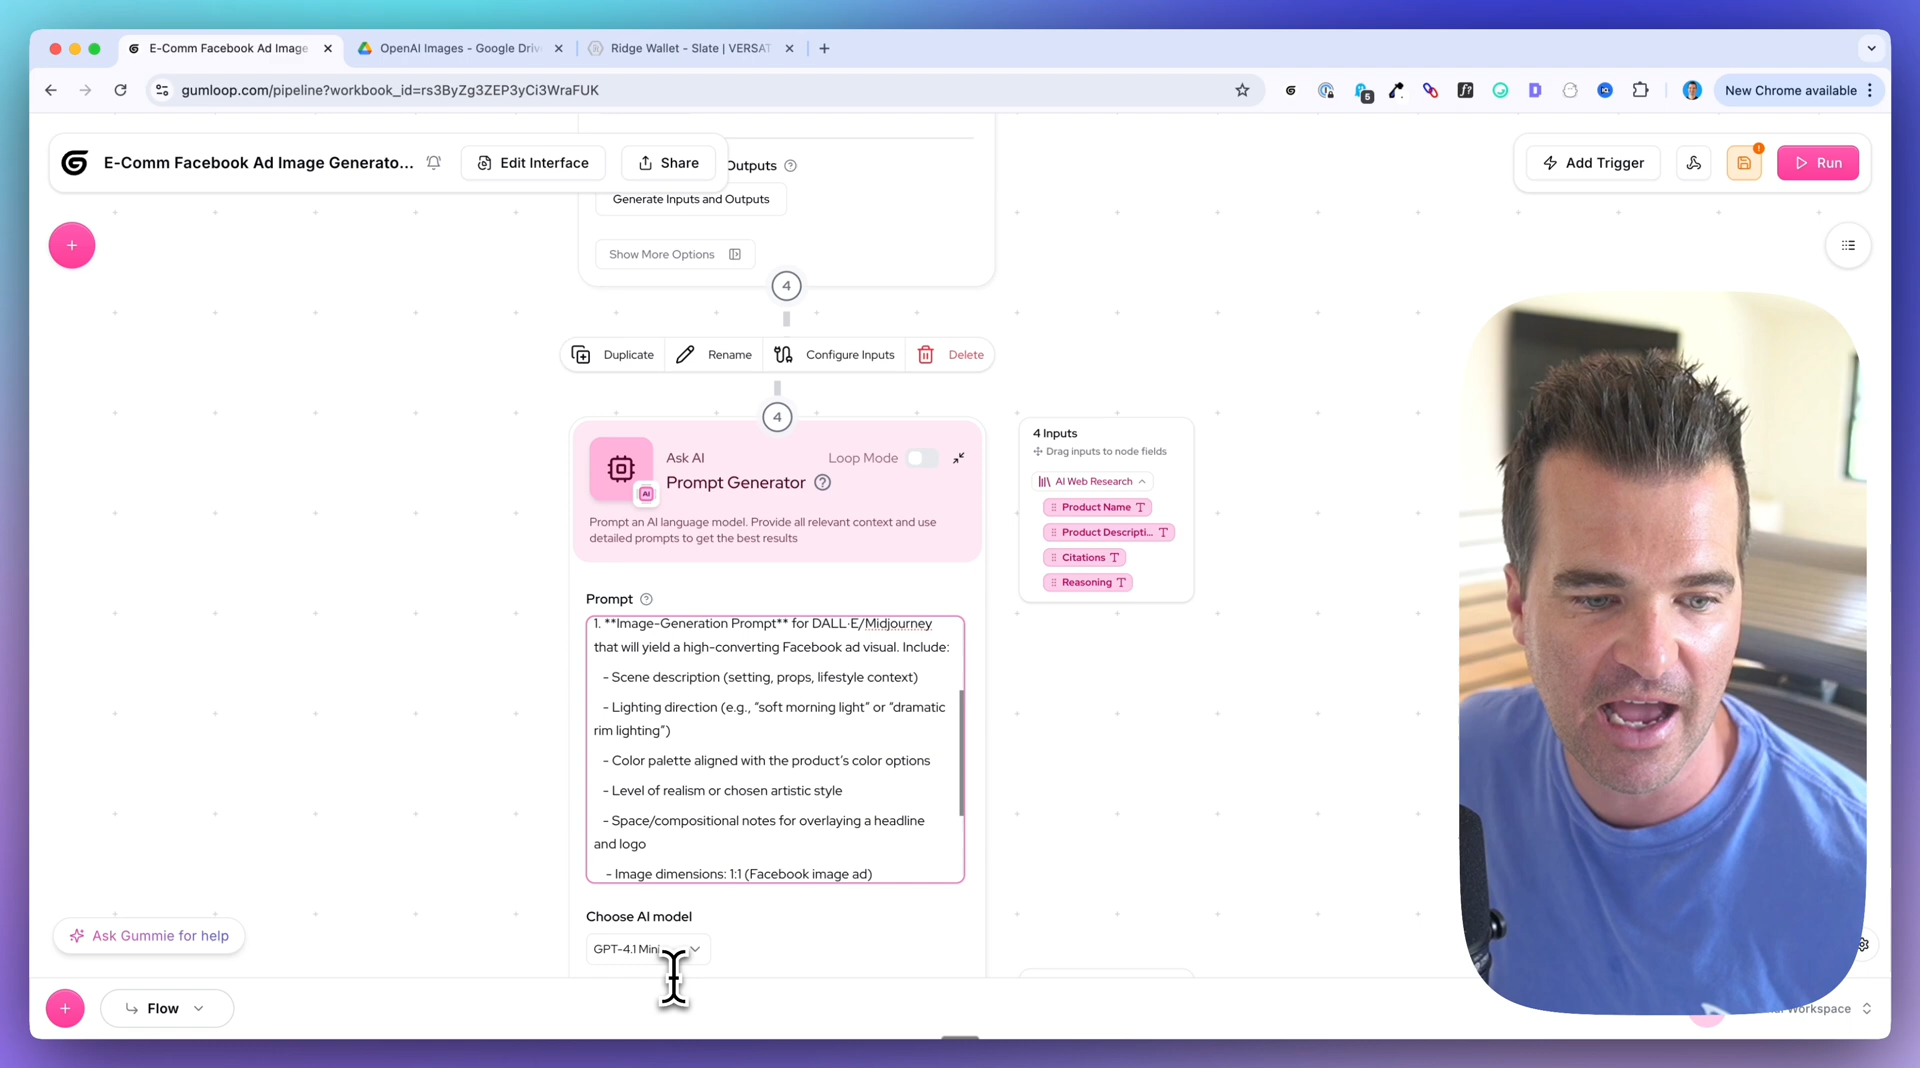 E-Comm Facebook Ad Image
OpenAI Images - Google Driv
Ridge Wallet - Slate | VERSAT
gumloop.com/pipeline?workbook_id=rs3ByZg3ZEP3yCi3WraFUK
5
f?
New Chrome available
E-Comm Facebook Ad Image Generato...
Edit Interface
Share
Outputs
Add Trigger
Run
Generate Inputs and Outputs
Show More Options
4
Duplicate
Rename
Configure Inputs
Delete
4
Ask AI
Loop Mode
Prompt Generator
AI
Prompt an AI language model. Provide all relevant context and use
detailed prompts to get the best results
4 Inputs
Drag inputs to node fields
AI Web Research
Product Name
Product Descripti...
Citations
Reasoning
Prompt
1. **Image-Generation Prompt** for DALL·E/Midjourney
that will yield a high-converting Facebook ad visual. Include:
- Scene description (setting, props, lifestyle context)
- Lighting direction (e.g., “soft morning light” or “dramatic
rim lighting”)
- Color palette aligned with the product’s color options
- Level of realism or chosen artistic style
- Space/compositional notes for overlaying a headline
and logo
- Image dimensions: 1:1 (Facebook image ad)
Choose AI model
GPT-4.1 Mini
Ask Gummie for help
Flow
Workspace